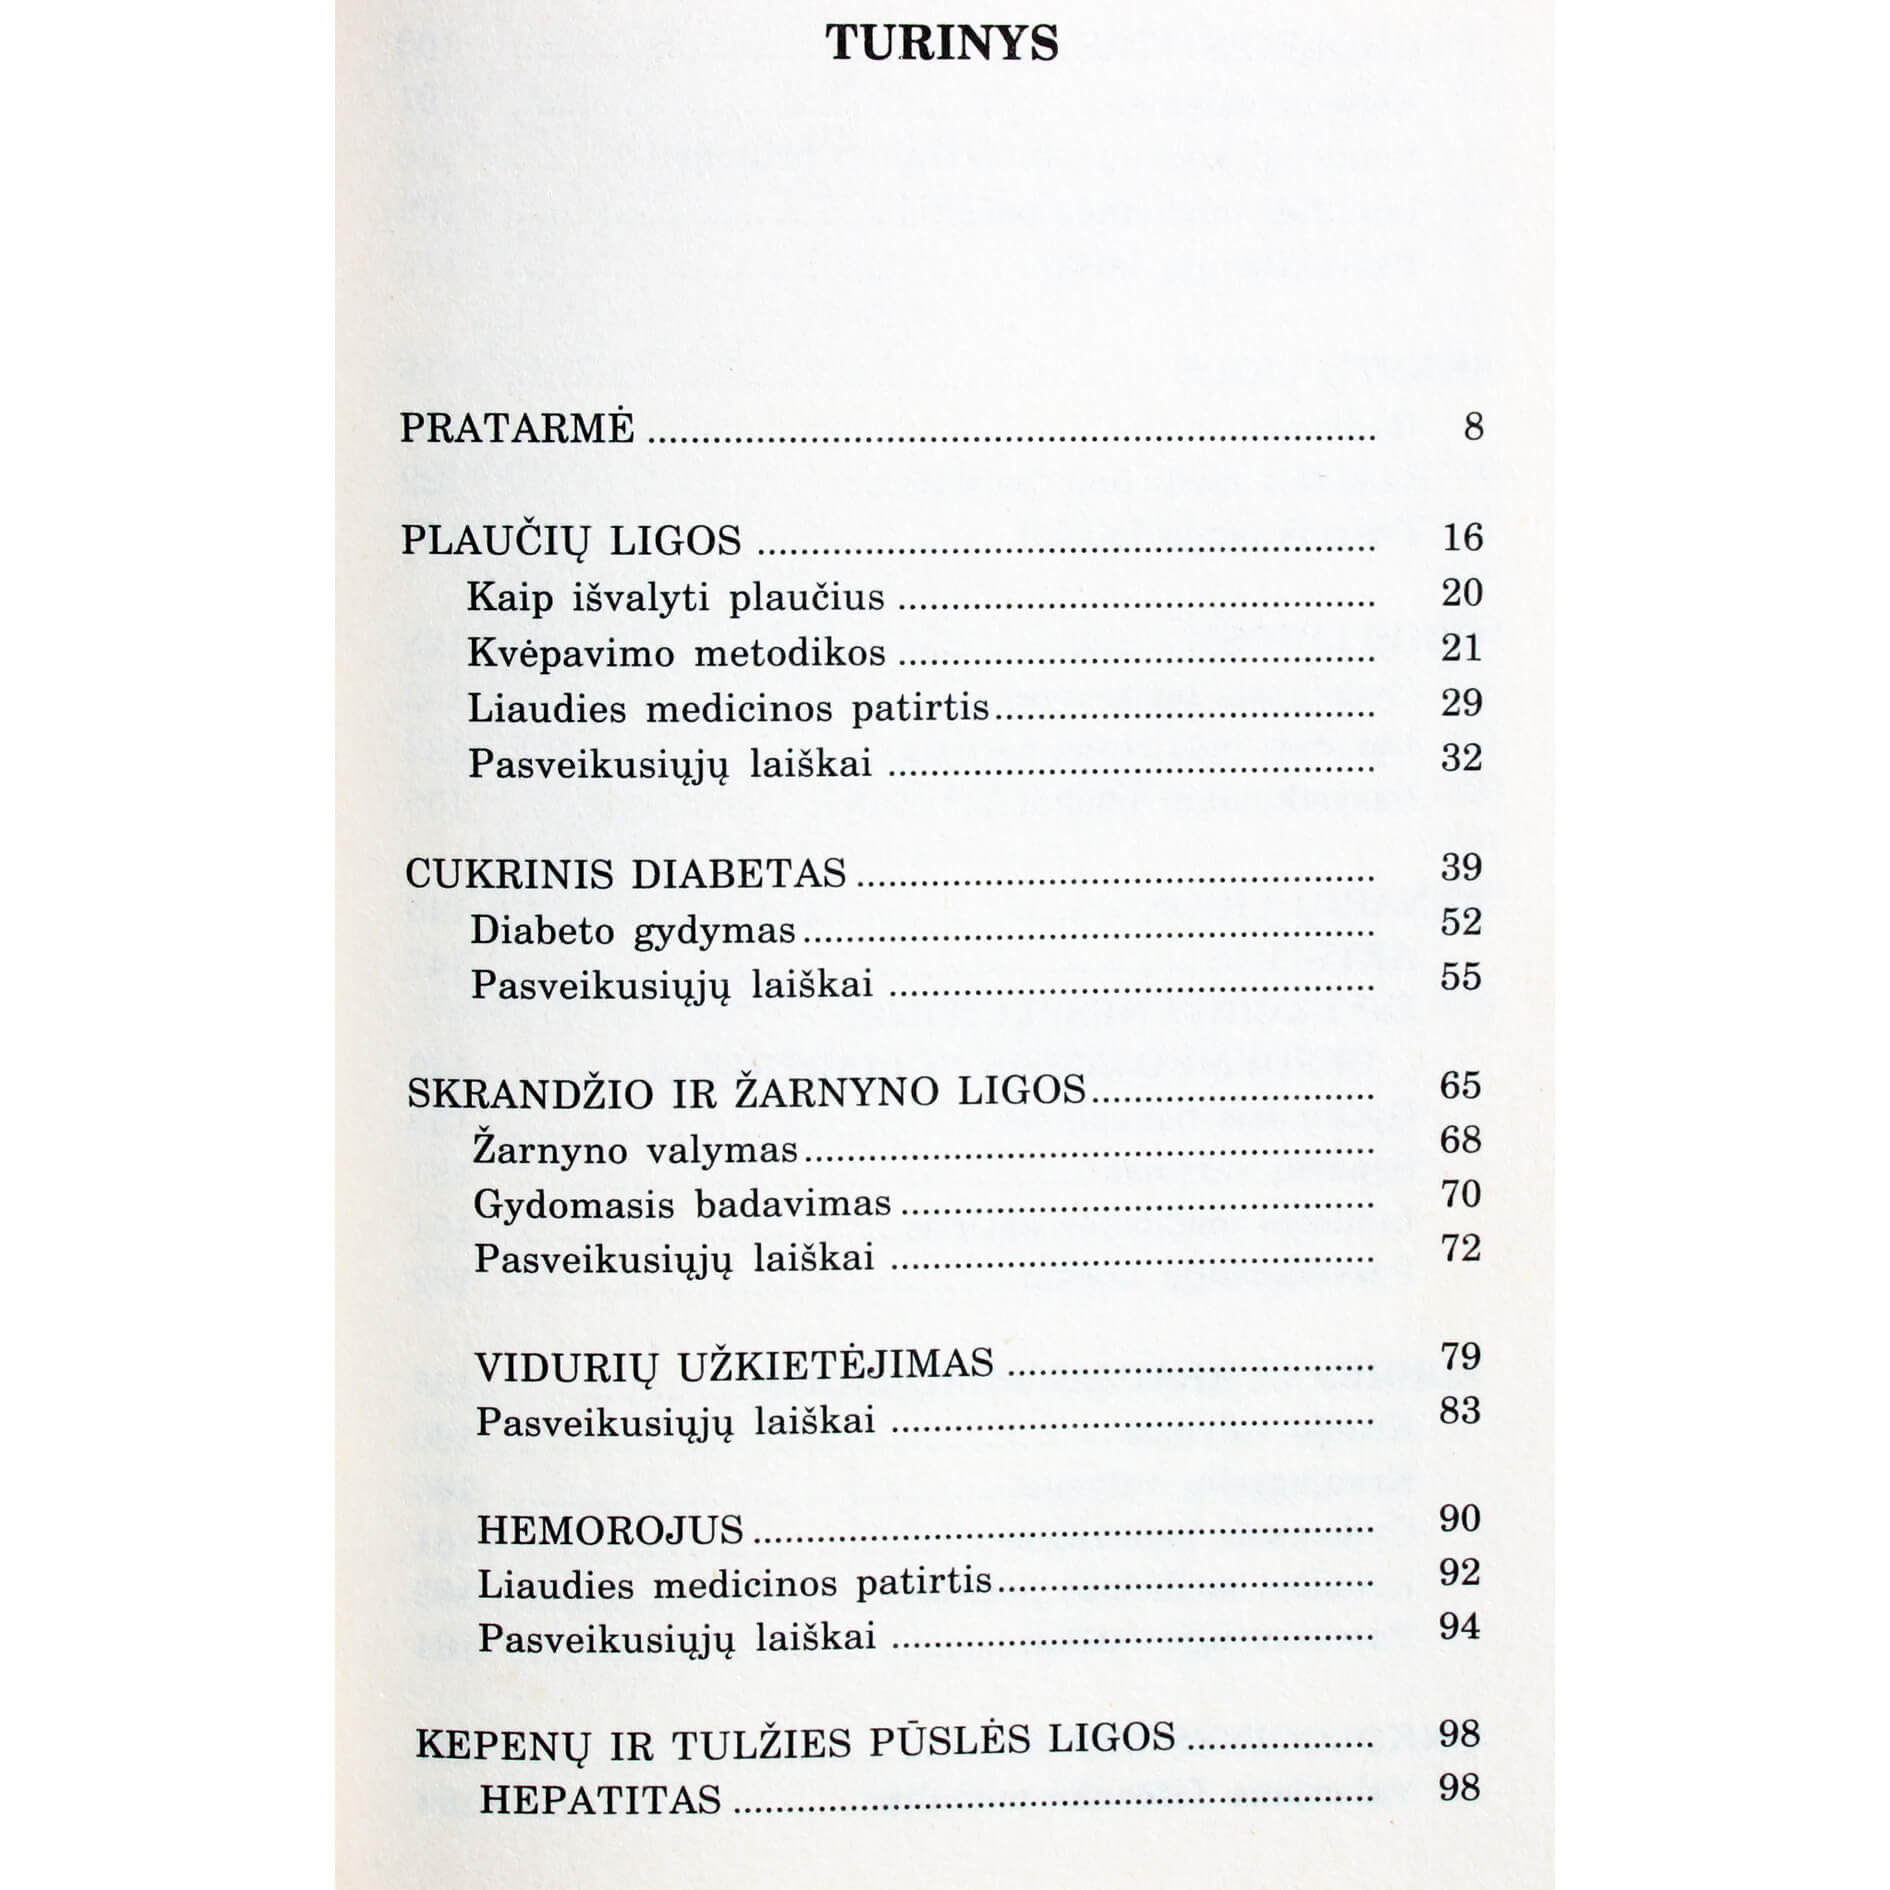 TURINYS
PRATARMĖ ........................................ 8
PLAUČIŲ LIGOS ........................................ 16
Kaip išvalyti plaučius ........................................ 20
Kvėpavimo metodikos ........................................ 21
Liaudies medicinos patirtis ........................................ 29
Pasveikusiųjų laiškai ........................................ 32
CUKRINIS DIABETAS ........................................ 39
Diabeto gydymas ........................................ 52
Pasveikusiųjų laiškai ........................................ 55
SKRANDŽIO IR ŽARNYNO LIGOS ........................................ 65
Žarnyno valymas ........................................ 68
Gydomasis badavimas ........................................ 70
Pasveikusiųjų laiškai ........................................ 72
VIDURIŲ UŽKIETĖJIMAS ........................................ 79
Pasveikusiųjų laiškai ........................................ 83
HEMOROJUS ........................................ 90
Liaudies medicinos patirtis ........................................ 92
Pasveikusiųjų laiškai ........................................ 94
KEPENŲ IR TULŽIES PŪSLĖS LIGOS .................... 98
HEPATITAS ........................................ 98